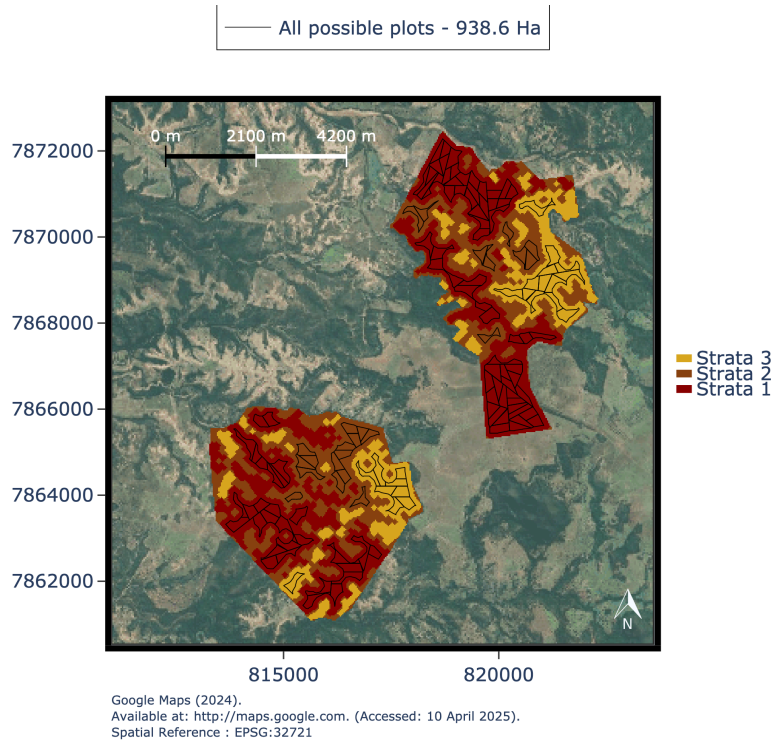 All possible plots - 938.6 Ha
0 m 2100 m 4200 m
7872000
7870000
7868000
7866000
7864000
7862000
Strata 3
Strata 2
Strata 1
N
815000 820000
Google Maps (2024).
Available at: http://maps.google.com. (Accessed: 10 April 2025).
Spatial Reference : EPSG:32721